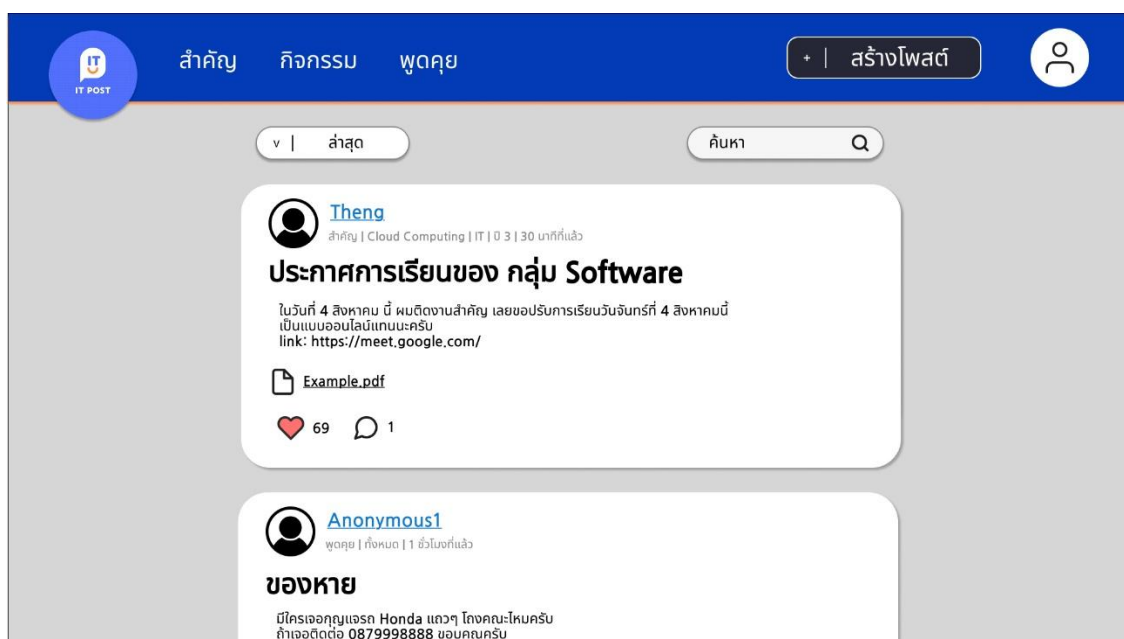 IT
IT POST
สำคัญ กิจกรรม พูดคุย + | สร้างโพสต์
v | ล่าสุด ค้นหา
Theng
สำคัญ | Cloud Computing | IT | ปี 3 | 30 นาทีที่แล้ว
ประกาศการเรียนของ กลุ่ม Software
ในวันที่ 4 สิงหาคม นี้ ผมติดงานสำคัญ เลยขอปรับการเรียนวันจันทร์ที่ 4 สิงหาคมนี้
เป็นแบบออนไลน์แทนนะครับ
link: https://meet.google.com/
Example.pdf
69 1
Anonymous1
พูดคุย | ทั้งหมด | 1 ชั่วโมงที่แล้ว
ของหาย
มีใครเจอกุญแจรถ Honda แถวๆ โถงคณะไหมครับ
ถ้าเจอติดต่อ 0879998888 ขอบคุณครับ